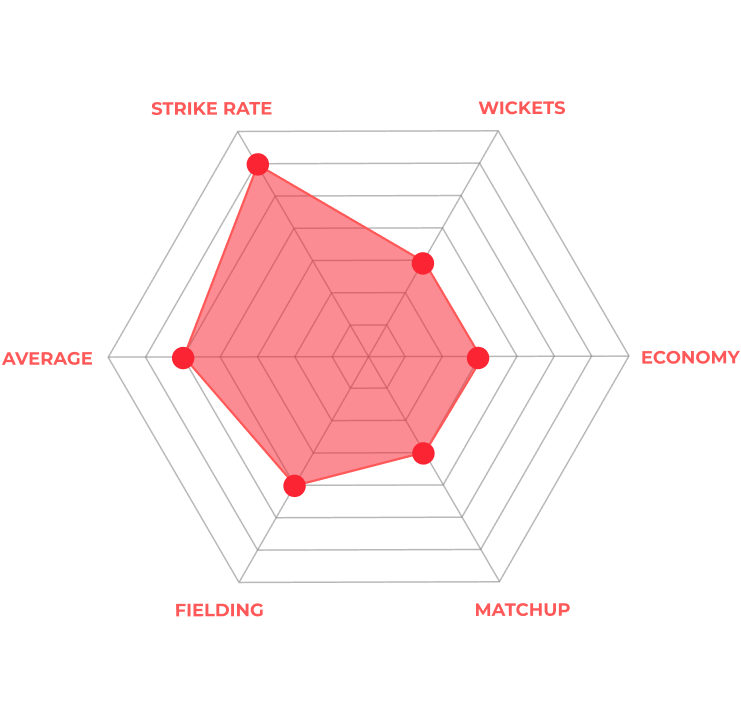 STRIKE RATE
WICKETS
AVERAGE
ECONOMY
FIELDING
MATCHUP